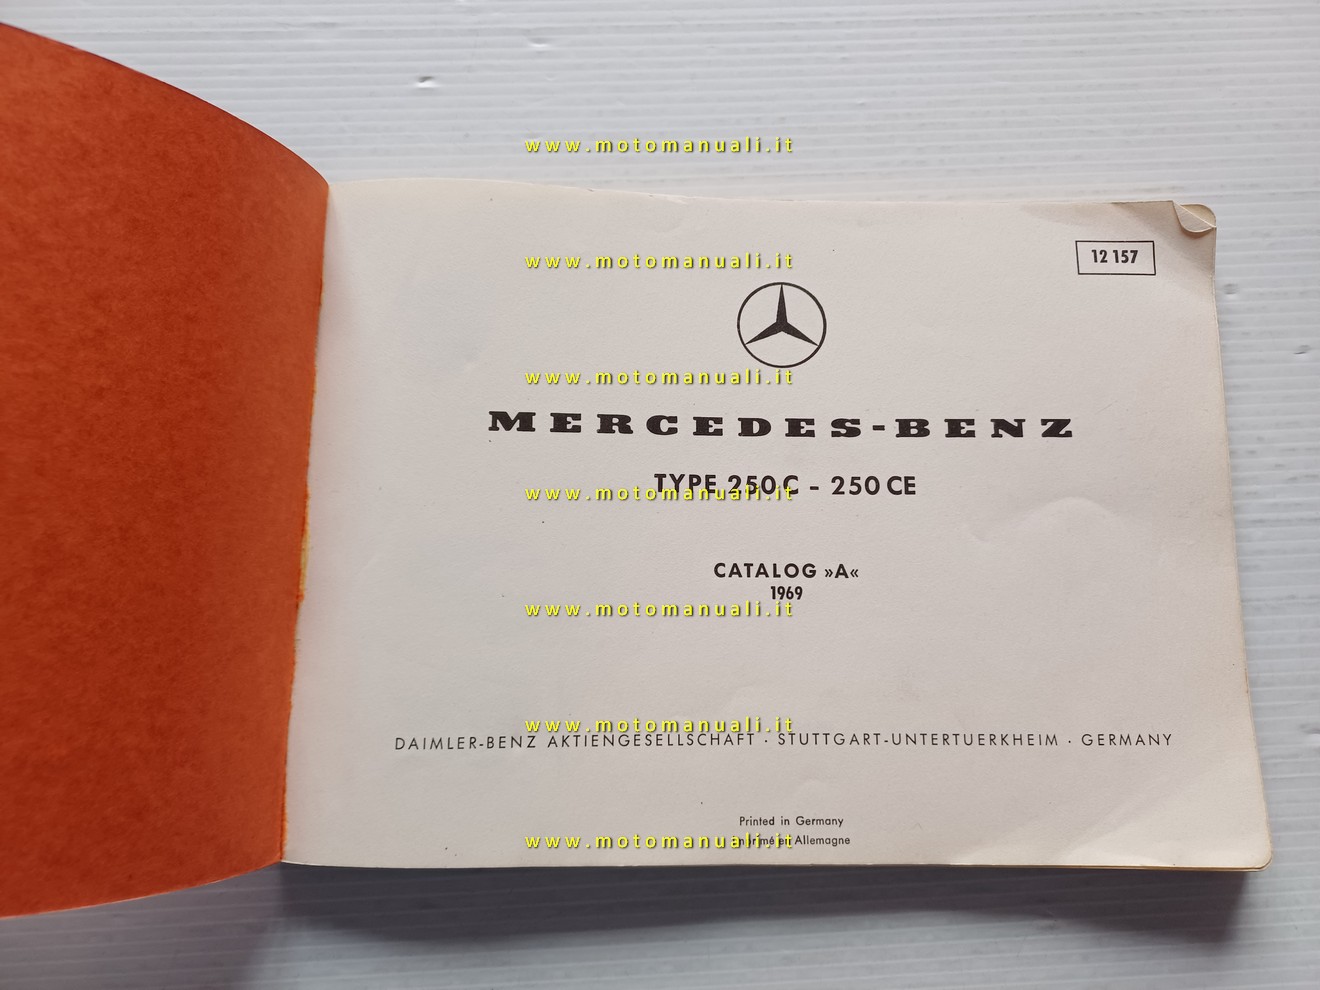 www.motomanuali.it
12 157
www.motomanuali.it
www.motomanuali.it
MERCEDES-BENZ
TYPE 250 C - 250 CE
www.motomanuali.it
CATALOG »A«
1969
www.motomanuali.it
www.motomanuali.it
DAIMLER-BENZ AKTIENGESELLSCHAFT · STUTTGART-UNTERTUERKHEIM · GERMANY
Printed in Germany
Imprimé en Allemagne
www.motomanuali.it